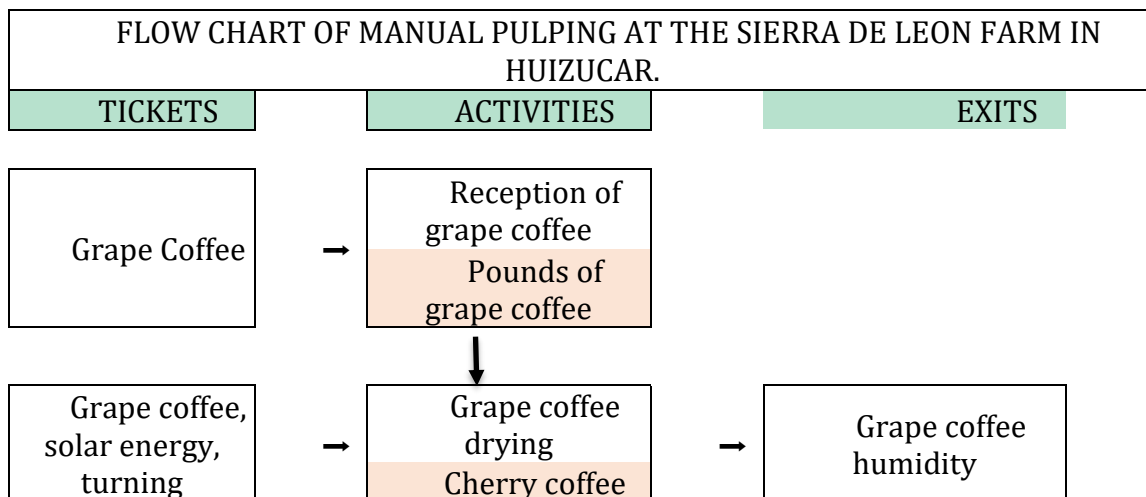 FLOW CHART OF MANUAL PULPING AT THE SIERRA DE LEON FARM IN
HUIZUCAR.
TICKETS
ACTIVITIES
EXITS
Grape Coffee
Reception of
grape coffee
Pounds of
grape coffee
Grape coffee,
solar energy,
turning
Grape coffee
drying
Cherry coffee
Grape coffee
humidity